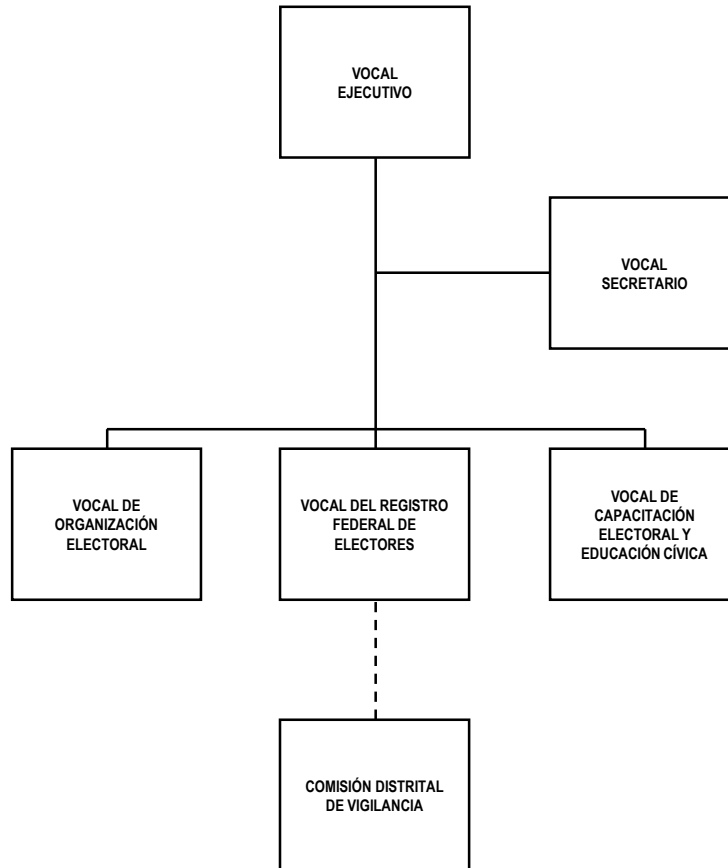 VOCAL
EJECUTIVO
VOCAL
SECRETARIO
VOCAL DE
ORGANIZACIÓN
ELECTORAL
VOCAL DEL REGISTRO
FEDERAL DE
ELECTORES
VOCAL DE
CAPACITACIÓN
ELECTORAL Y
EDUCACIÓN CÍVICA
COMISIÓN DISTRITAL
DE VIGILANCIA